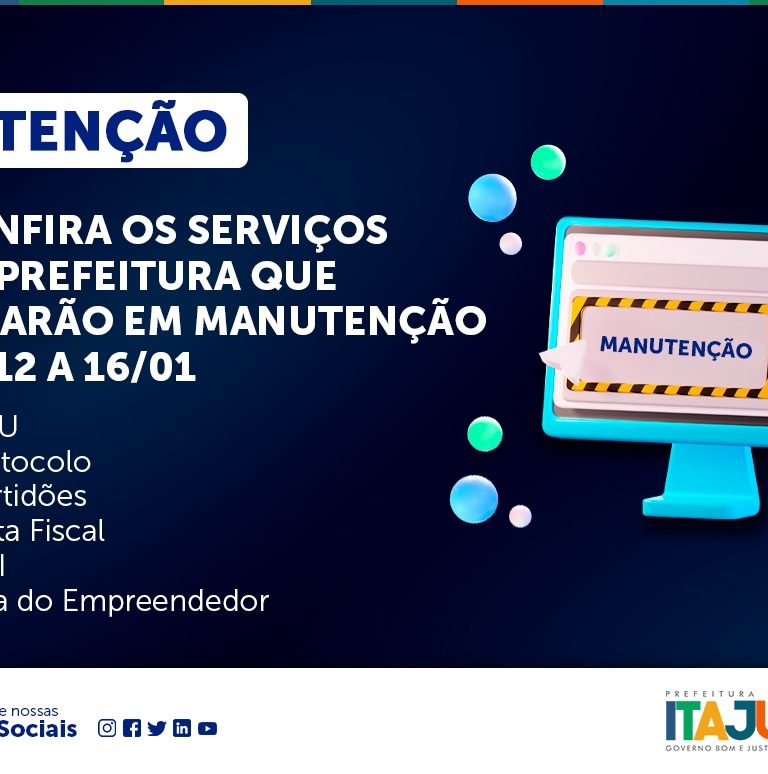 TENÇÃO
NFIRA OS SERVIÇOS
PREFEITURA QUE
ARÃO EM MANUTENÇÃO
12 A 16/01
U
tocolo
rtidões
ta Fiscal
I
a do Empreendedor
MANUTENÇÃO
e nossas
Sociais
PREFEITURA
ITAJU
GOVERNO BOM E JUST